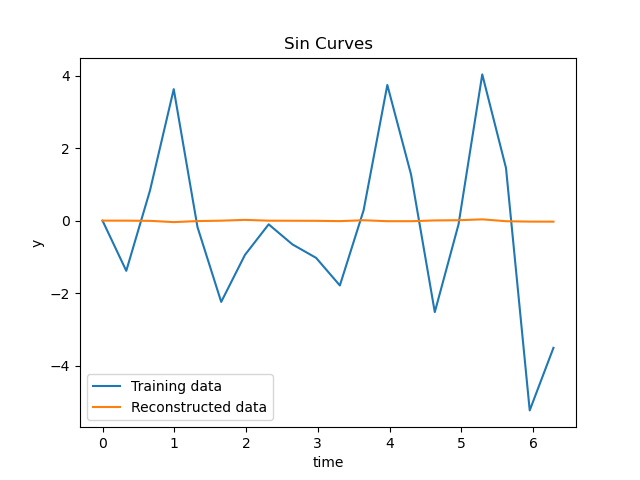 Sin Curves
4
2
0
−2
−4
y
Training data
Reconstructed data
0 1 2 3 4 5 6
time